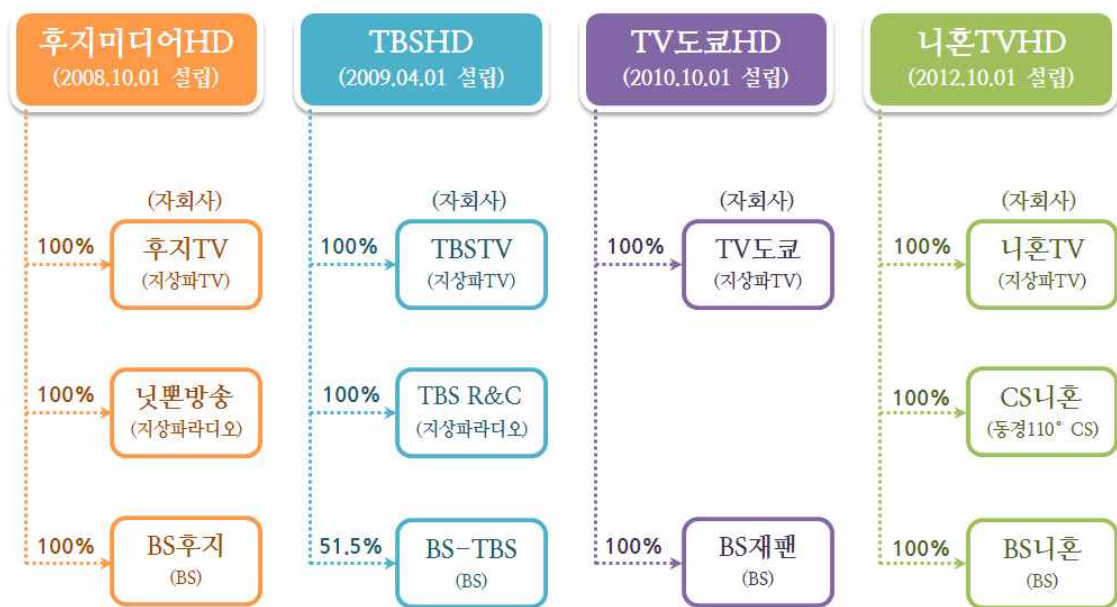 후지미디어HD
(2008.10.01 설립)
TBSHD
(2009.04.01 설립)
TV도쿄HD
(2010.10.01 설립)
니혼TVHD
(2012.10.01 설립)
(자회사)
(자회사)
(자회사)
(자회사)
100%
후지TV
(지상파TV)
100%
TBSTV
(지상파TV)
100%
TV도쿄
(지상파TV)
100%
니혼TV
(지상파TV)
100%
닛뽄방송
(지상파라디오)
100%
TBS R&C
(지상파라디오)
100%
CS니혼
(동경110° CS)
100%
BS후지
(BS)
51.5%
BS-TBS
(BS)
100%
BS재팬
(BS)
100%
BS니혼
(BS)